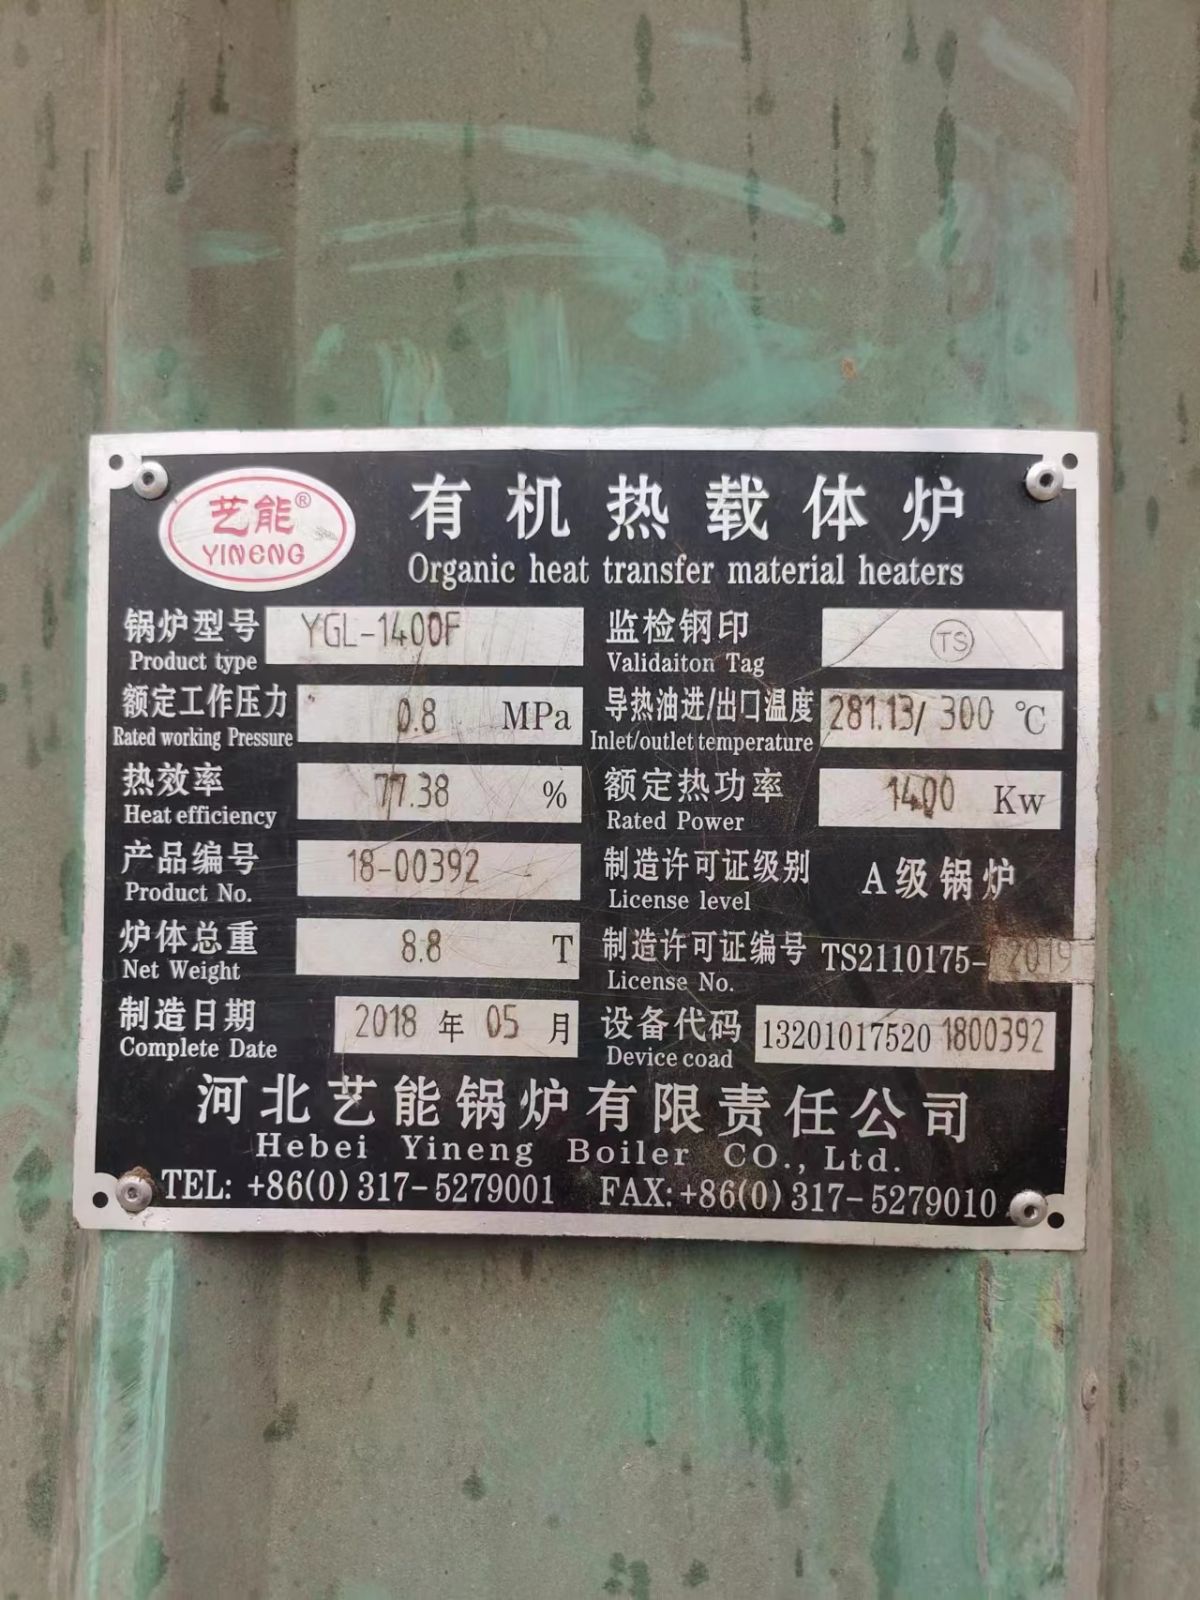 艺能®
YINENG
有机热载体炉
Organic heat transfer material heaters
锅炉型号 YGL-1400F 监检钢印 TS
Product type Validaiton Tag
额定工作压力 0.8 MPa 导热油进/出口温度 281.13/ 300 ℃
Rated working Pressure Inlet/outlet temperature
热效率 77.38 % 额定热功率 1400 Kw
Heat efficiency Rated Power
产品编号 18-00392 制造许可证级别 A级锅炉
Product No. License level
炉体总重 8.8 T 制造许可证编号 TS2110175-2019
Net Weight License No.
制造日期 2018 年 05 月 设备代码 13201017520 1800392
Complete Date Device coad
河北艺能锅炉有限责任公司
Hebei Yineng Boiler CO., Ltd.
TEL: +86(0)317-5279001 FAX: +86(0)317-5279010